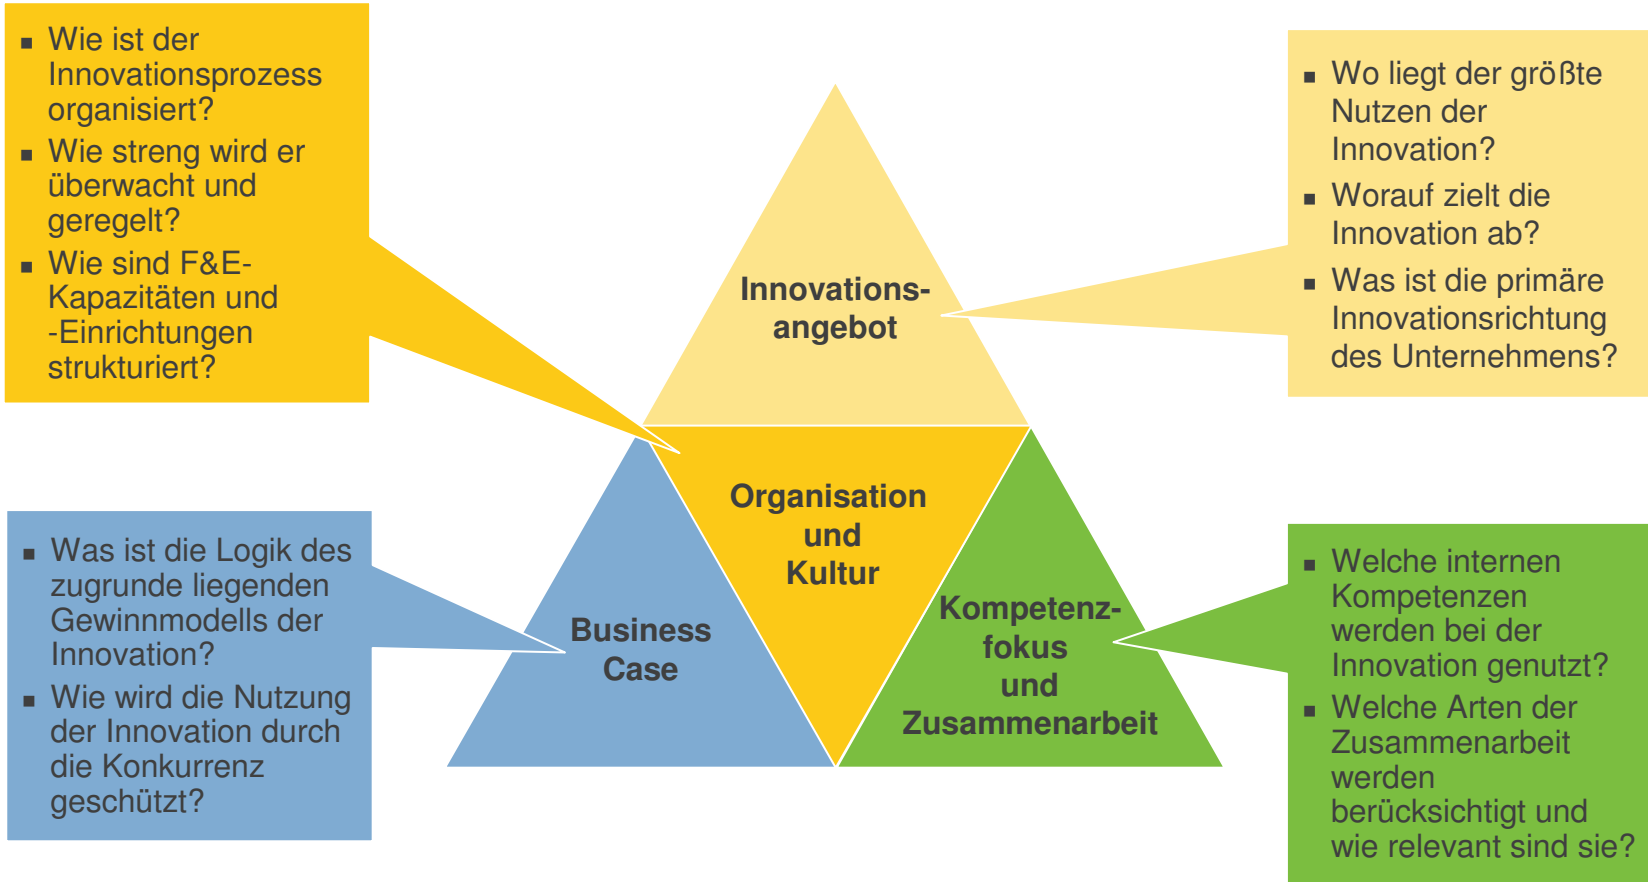 ▪ Wie ist der
Innovationsprozess
organisiert?
▪ Wie streng wird er
überwacht und
geregelt?
▪ Wie sind F&E-
Kapazitäten und
-Einrichtungen
strukturiert?
▪ Wo liegt der größte
Nutzen der
Innovation?
▪ Worauf zielt die
Innovation ab?
▪ Was ist die primäre
Innovationsrichtung
des Unternehmens?
Innovations-
angebot
Organisation
und
Kultur
Business
Case
Kompetenz-
fokus
und
Zusammenarbeit
▪ Was ist die Logik des
zugrunde liegenden
Gewinnmodells der
Innovation?
▪ Wie wird die Nutzung
der Innovation durch
die Konkurrenz
geschützt?
▪ Welche internen
Kompetenzen
werden bei der
Innovation genutzt?
▪ Welche Arten der
Zusammenarbeit
werden
berücksichtigt und
wie relevant sind sie?